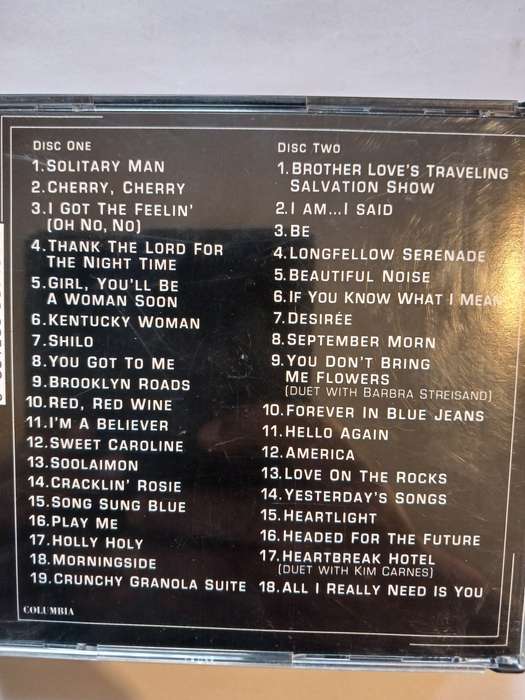 DISC ONE
1.SOLITARY MAN
2.CHERRY, CHERRY
3.I GOT THE FEELIN'
(OH NO, NO)
4.THANK THE LORD FOR
THE NIGHT TIME
5.GIRL, YOU'LL BE
A WOMAN SOON
6.KENTUCKY WOMAN
7.SHILO
8.YOU GOT TO ME
9.BROOKLYN ROADS
10.RED, RED WINE
11.I'M A BELIEVER
12.SWEET CAROLINE
13.SOOLAIMON
14.CRACKLIN' ROSIE
15.SONG SUNG BLUE
16.PLAY ME
17.HOLLY HOLY
18.MORNINGSIDE
19.CRUNCHY GRANOLA SUITE
COLUMBIA
DISC TWO
1.BROTHER LOVE'S TRAVELING
SALVATION SHOW
2.I AM...I SAID
3.BE
4.LONGFELLOW SERENADE
5.BEAUTIFUL NOISE
6.IF YOU KNOW WHAT I MEAN
7.DESIRÉE
8.SEPTEMBER MORN
9.YOU DON'T BRING
ME FLOWERS
(DUET WITH BARBRA STREISAND)
10.FOREVER IN BLUE JEANS
11.HELLO AGAIN
12.AMERICA
13.LOVE ON THE ROCKS
14.YESTERDAY'S SONGS
15.HEARTLIGHT
16.HEADED FOR THE FUTURE
17.HEARTBREAK HOTEL
(DUET WITH KIM CARNES)
18.ALL I REALLY NEED IS YOU